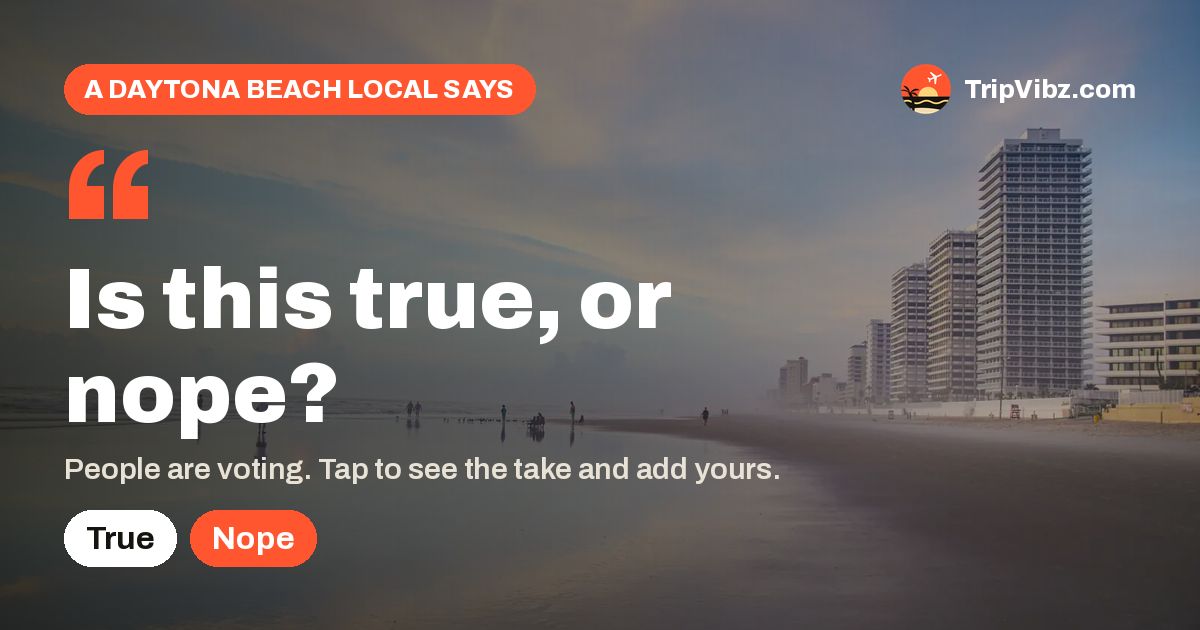 A DAYTONA BEACH LOCAL SAYS
TripVibz.com
“
Is this true, or
nope?
People are voting. Tap to see the take and add yours.
True
Nope